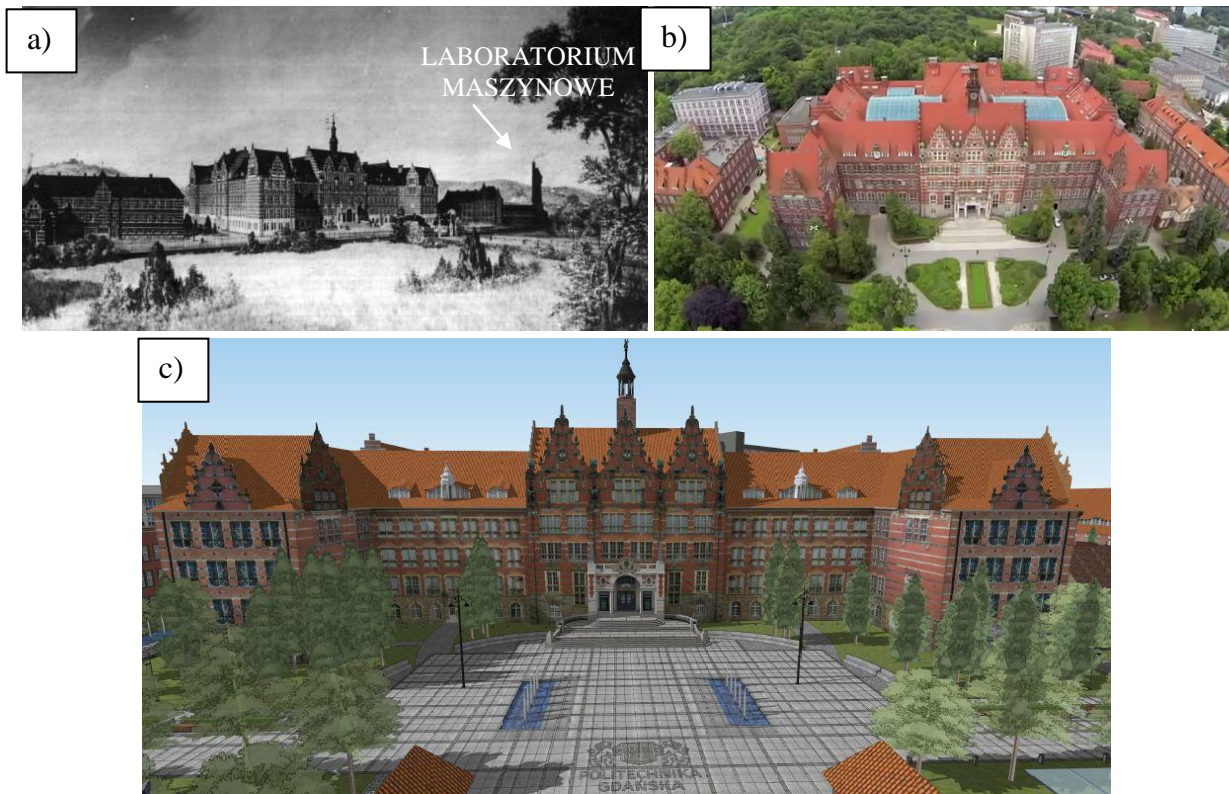 a)
LABORATORIUM
MASZYNOWE
b)
c)
POLITECHNIKA
GDAŃSKA